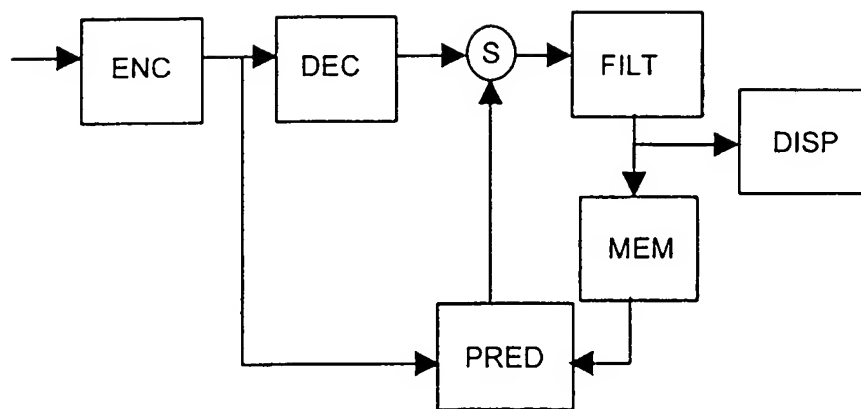 ENC
DEC
S
FILT
DISP
MEM
PRED